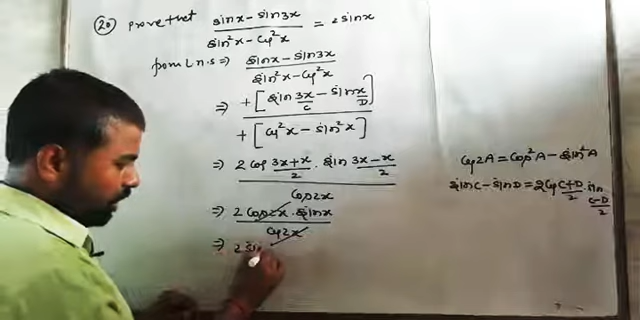 (20) Prove that (sinx - sin3x)/(sin²x - cos²x) = 2sinx
from L.H.S ⇒ (sinx - sin3x)/(sin²x - cos²x)
⇒ +[sin 3x/C - sin x/D]/+[cos²x - sin²x]
⇒ (2cos (3x+x)/2 · sin (3x-x)/2)/cos2x
⇒ (2cos2x · sinx)/cos2x
⇒ 2si
cos2A = cos²A - sin²A
sinC - sinD = 2cos (C+D)/2 · sin (C-D)/2